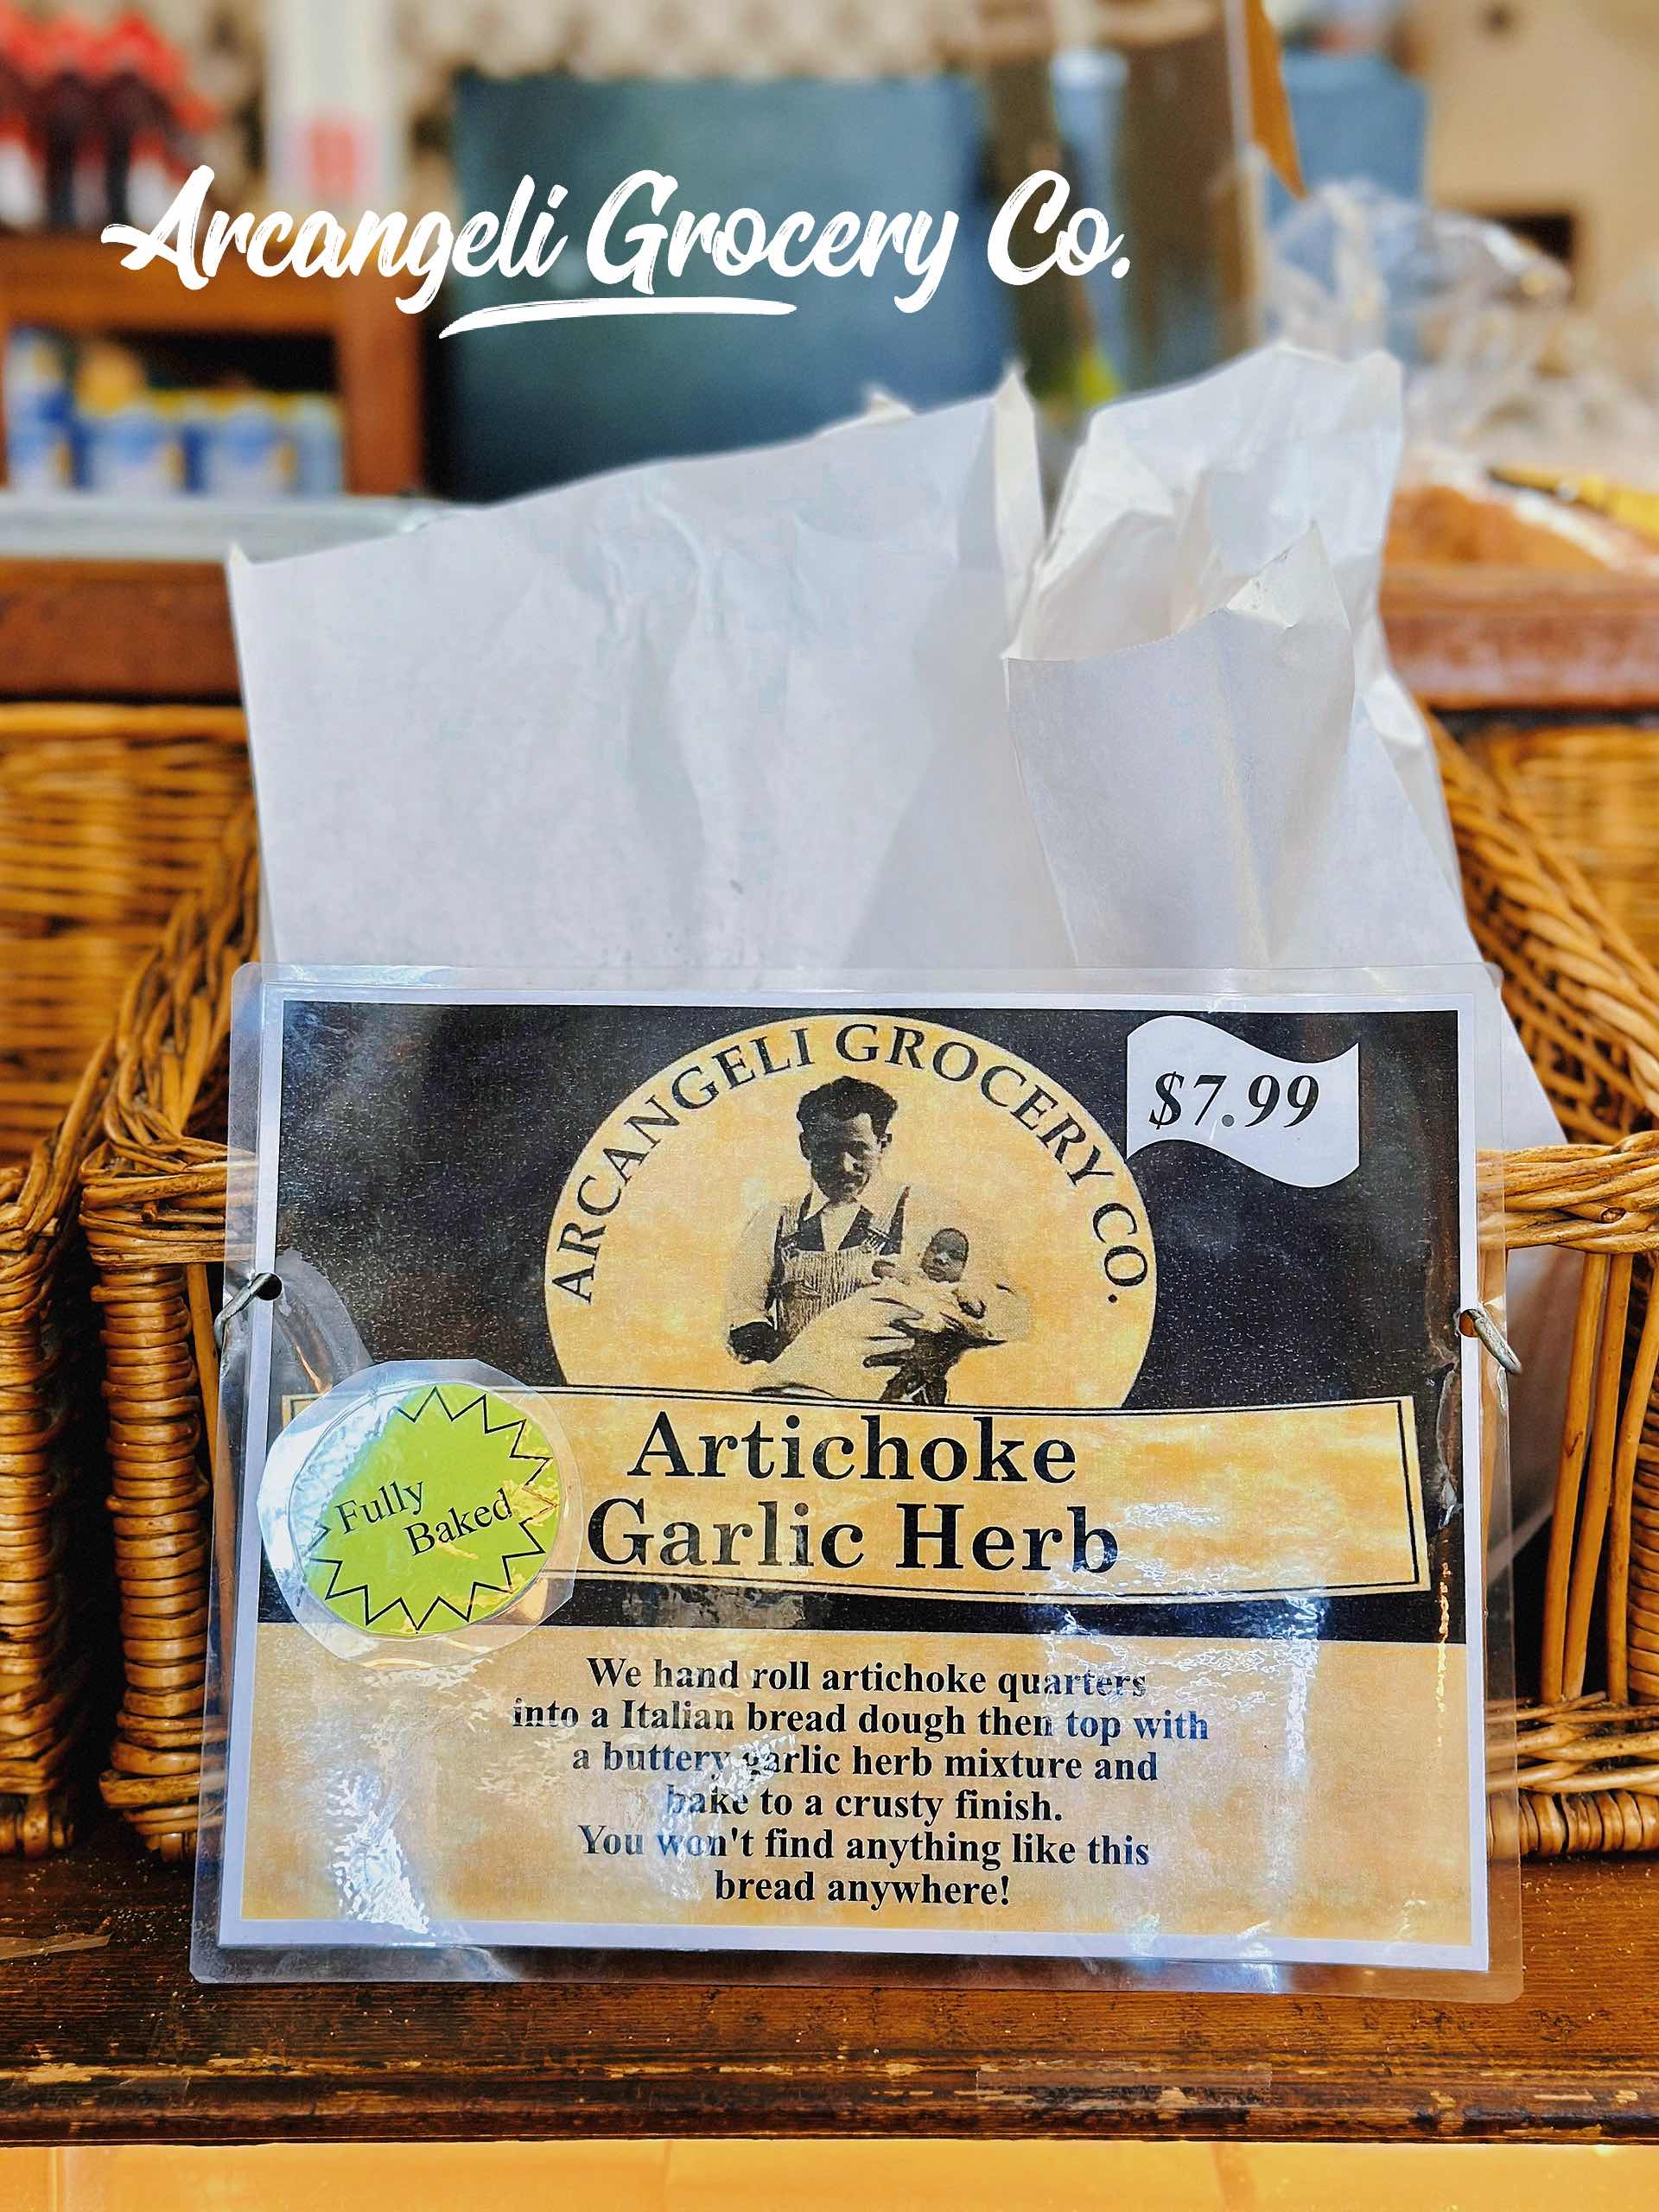 Arcangeli Grocery Co.
ARCANGELI GROCERY CO.
$7.99
Artichoke
Garlic Herb
Fully
Baked
We hand roll artichoke quarters
into a Italian bread dough then top with
a buttery garlic herb mixture and
bake to a crusty finish.
You won't find anything like this
bread anywhere!